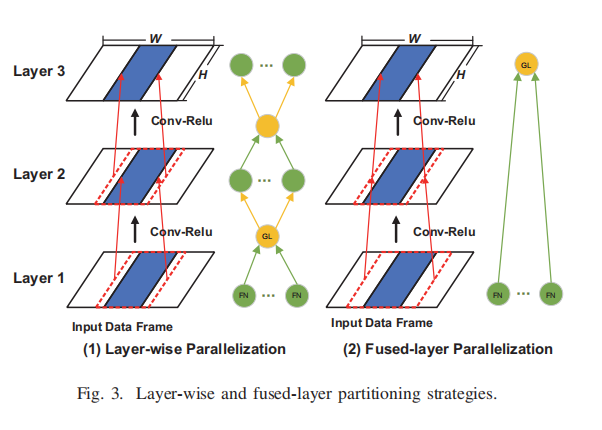 W
W
Layer 3
...
GL
H
H
Conv-Relu
Conv-Relu
Layer 2
...
Conv-Relu
GL
Conv-Relu
Layer 1
FN ... FN
FN ... FN
Input Data Frame
Input Data Frame
(1) Layer-wise Parallelization
(2) Fused-layer Parallelization
Fig. 3. Layer-wise and fused-layer partitioning strategies.